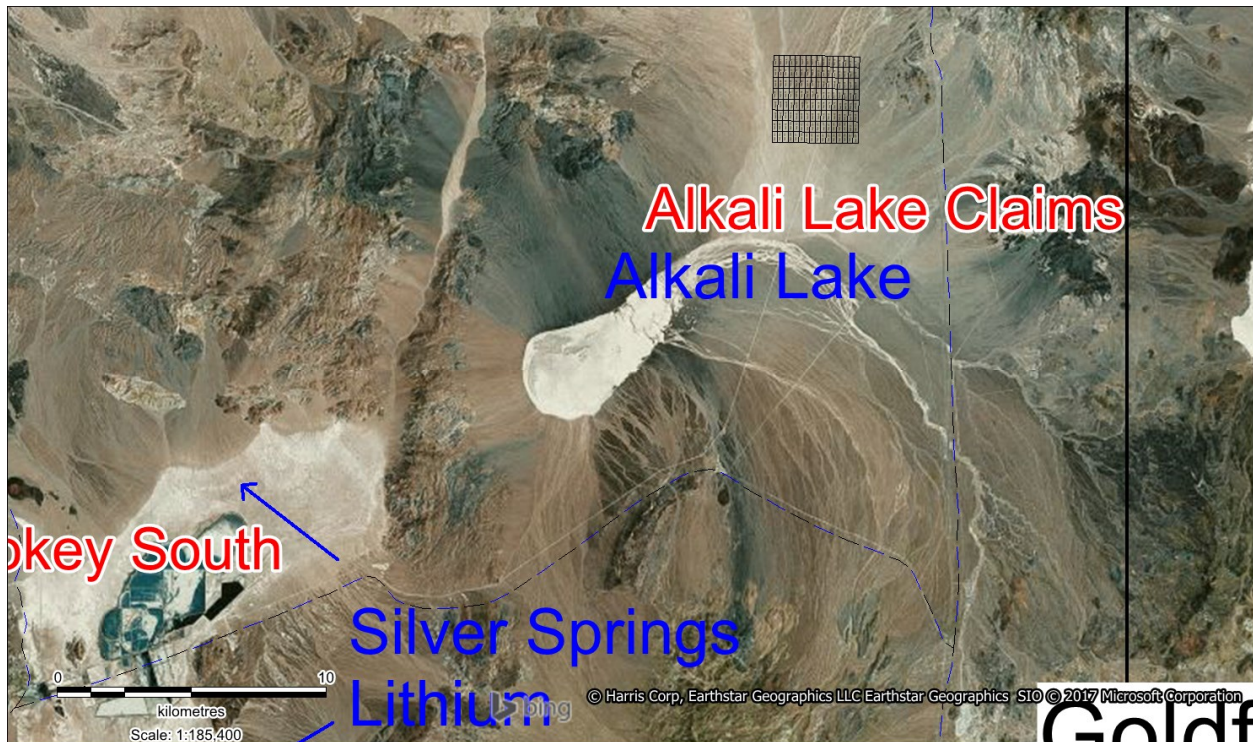 Alkali Lake Claims
Alkali Lake
okey South
Silver Springs
Lithium
0 10
kilometres
Scale: 1:185,400
bing
© Harris Corp, Earthstar Geographics LLC Earthstar Geographics SIO © 2017 Microsoft Corporation
Goldf